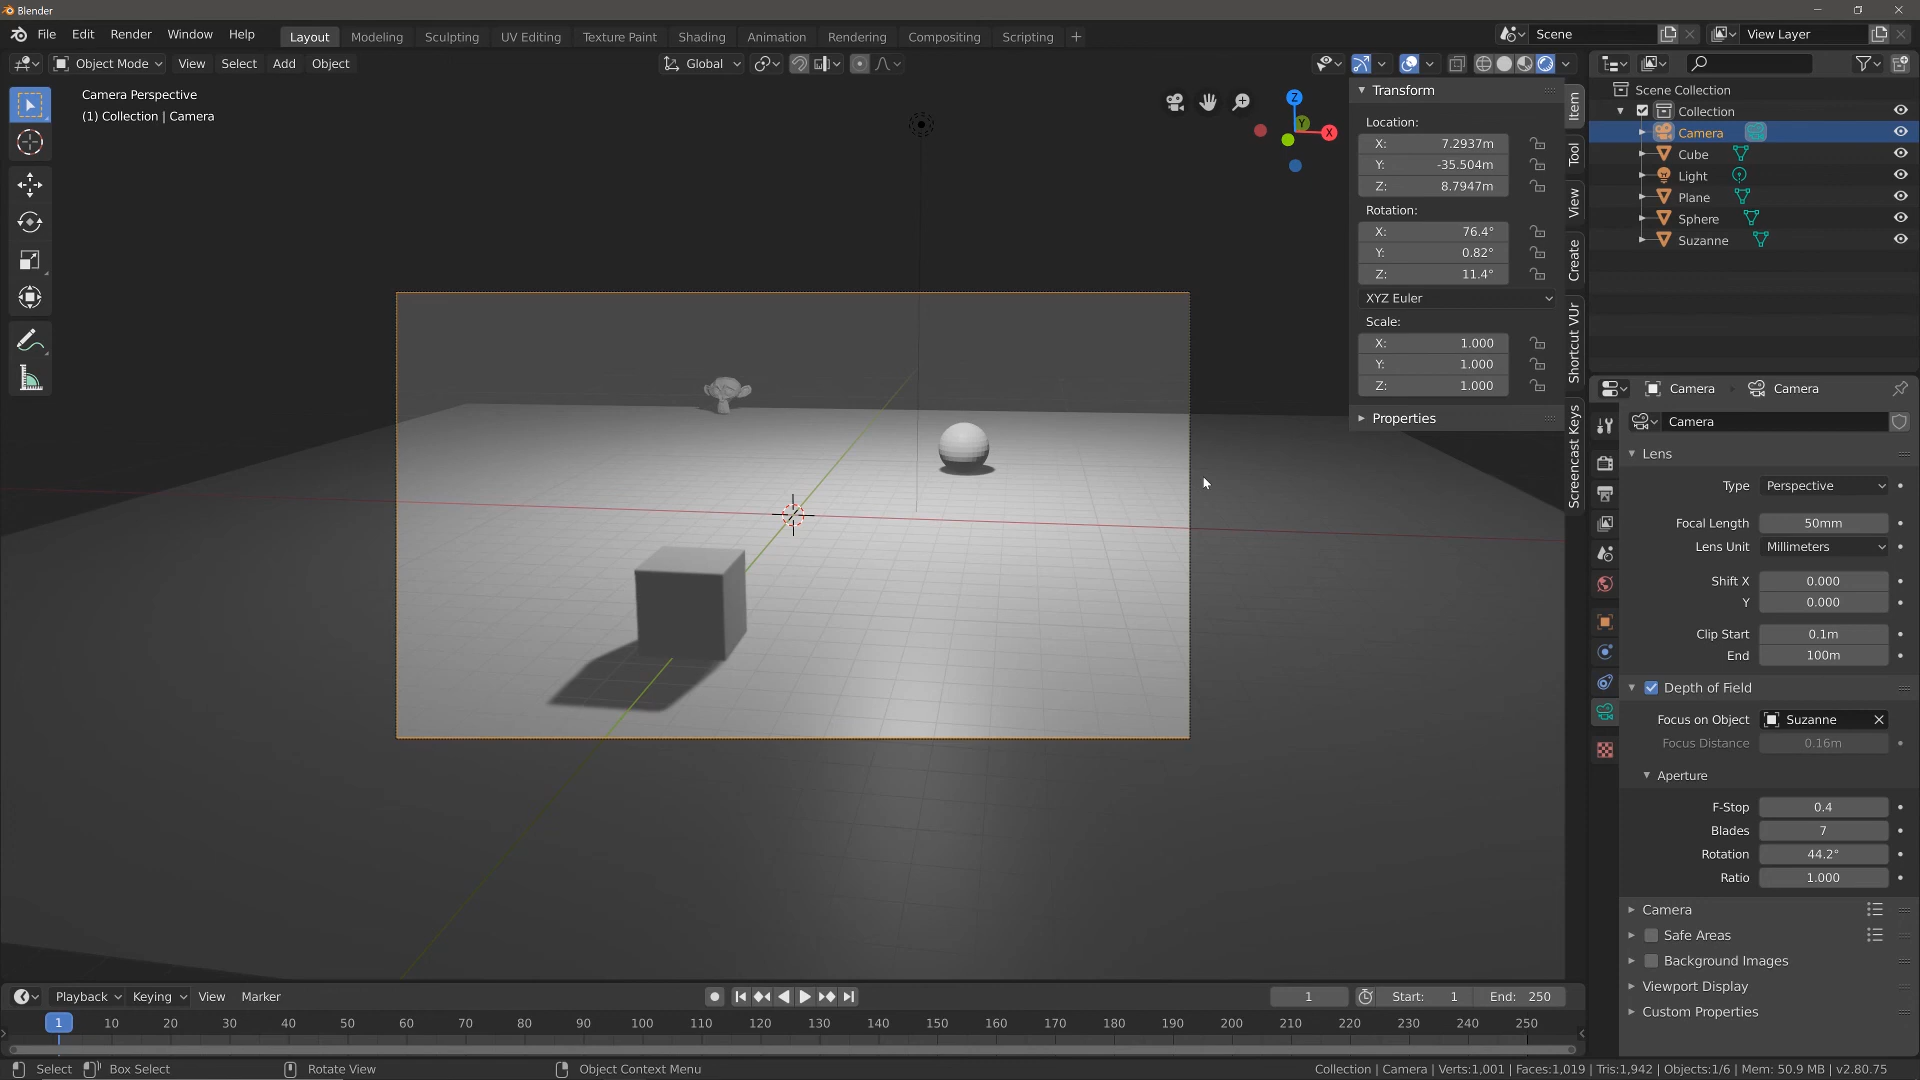 Blender
File Edit Render Window Help
Layout Modeling Sculpting UV Editing Texture Paint Shading Animation Rendering Compositing Scripting +
Scene
View Layer
Object Mode View Select Add Object
Global
Camera Perspective
(1) Collection | Camera
Z
Y
X
Transform
Location:
X: 7.2937m
Y: -35.504m
Z: 8.7947m
Rotation:
X: 76.4°
Y: 0.82°
Z: 11.4°
XYZ Euler
Scale:
X: 1.000
Y: 1.000
Z: 1.000
Properties
Item
Tool
View
Create
Shortcut VUr
Screencast Keys
Scene Collection
Collection
Camera
Cube
Light
Plane
Sphere
Suzanne
Camera Camera
Camera
Lens
Type Perspective
Focal Length 50mm
Lens Unit Millimeters
Shift X 0.000
Y 0.000
Clip Start 0.1m
End 100m
Depth of Field
Focus on Object Suzanne
Focus Distance 0.16m
Aperture
F-Stop 0.4
Blades 7
Rotation 44.2°
Ratio 1.000
Camera
Safe Areas
Background Images
Viewport Display
Custom Properties
Playback Keying View Marker
1 Start: 1 End: 250
1 10 20 30 40 50 60 70 80 90 100 110 120 130 140 150 160 170 180 190 200 210 220 230 240 250
Select Box Select Rotate View Object Context Menu
Collection | Camera | Verts:1,001 | Faces:1,019 | Tris:1,942 | Objects:1/6 | Mem: 50.9 MB | v2.80.75